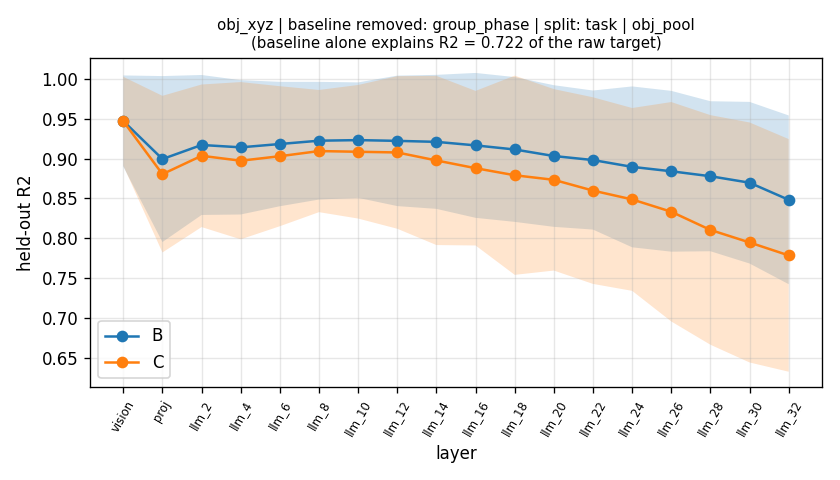 obj_xyz | baseline removed: group_phase | split: task | obj_pool
(baseline alone explains R2 = 0.722 of the raw target)
held-out R2
1.00
0.95
0.90
0.85
0.80
0.75
0.70
0.65
B
C
vision
proj
llm_2
llm_4
llm_6
llm_8
llm_10
llm_12
llm_14
llm_16
llm_18
llm_20
llm_22
llm_24
llm_26
llm_28
llm_30
llm_32
layer